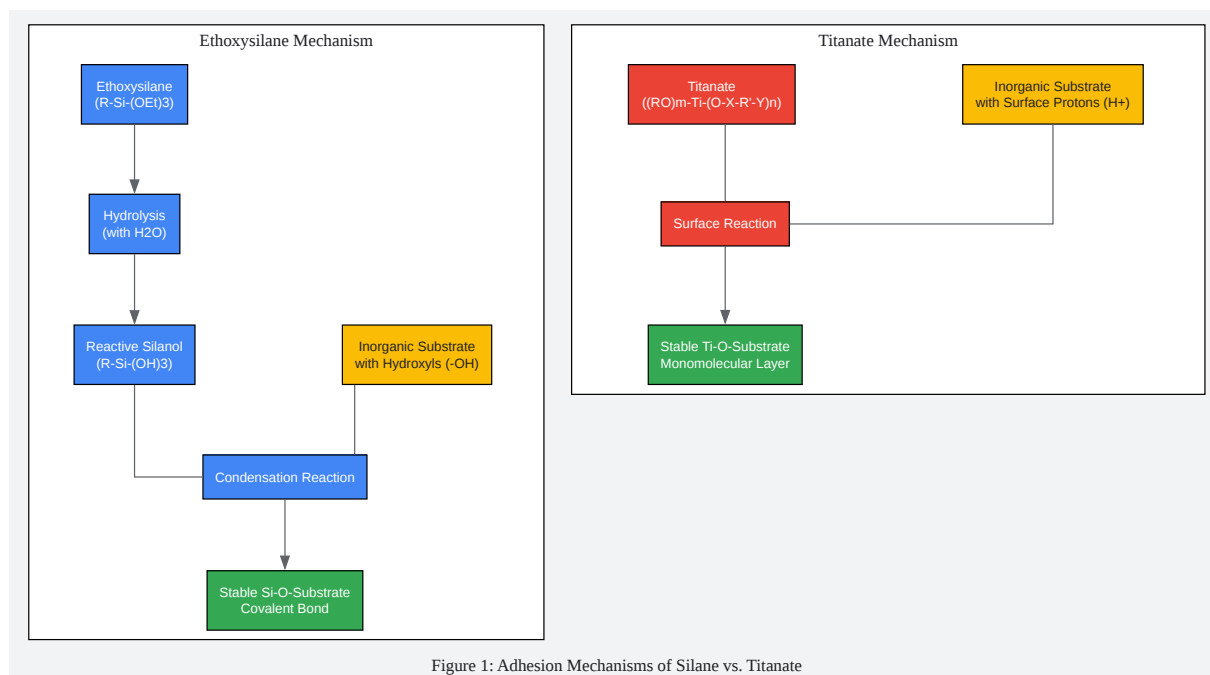 Ethoxysilane Mechanism
Ethoxysilane
(R-Si-(OEt)3)
Hydrolysis
(with H2O)
Reactive Silanol
(R-Si-(OH)3)
Inorganic Substrate
with Hydroxyls (-OH)
Condensation Reaction
Stable Si-O-Substrate
Covalent Bond
Titanate Mechanism
Titanate
((RO)m-Ti-(O-X-R'-Y)n)
Inorganic Substrate
with Surface Protons (H+)
Surface Reaction
Stable Ti-O-Substrate
Monomolecular Layer
Figure 1: Adhesion Mechanisms of Silane vs. Titanate